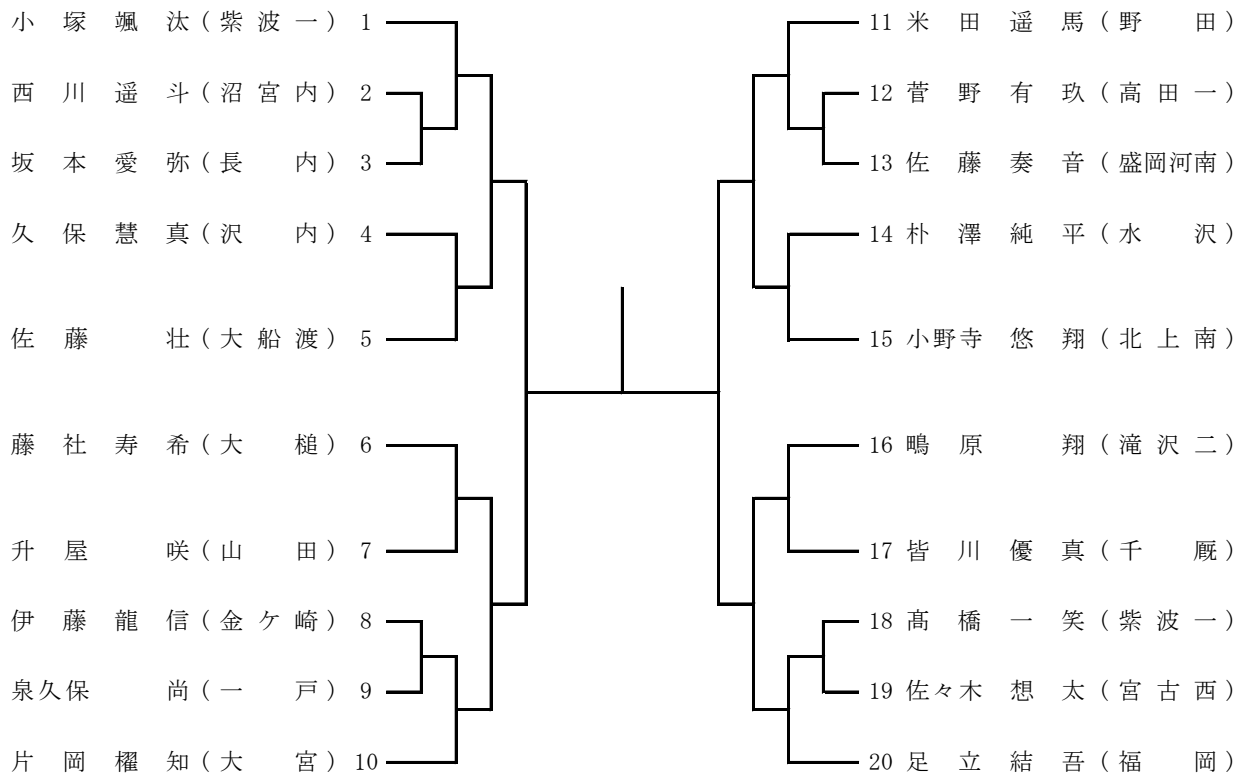 小塚颯汰(紫波一) 1
西川遥斗(沼宮内) 2
坂本愛弥(長内) 3
久保慧真(沢内) 4
佐藤壮(大船渡) 5
藤社寿希(大槌) 6
升屋咲(山田) 7
伊藤龍信(金ケ崎) 8
泉久保尚(一戸) 9
片岡櫂知(大宮) 10
11 米田遥馬(野田)
12 菅野有玖(高田一)
13 佐藤奏音(盛岡河南)
14 朴澤純平(水沢)
15 小野寺悠翔(北上南)
16 鴫原翔(滝沢二)
17 皆川優真(千厩)
18 髙橋一笑(紫波一)
19 佐々木想太(宮古西)
20 足立結吾(福岡)